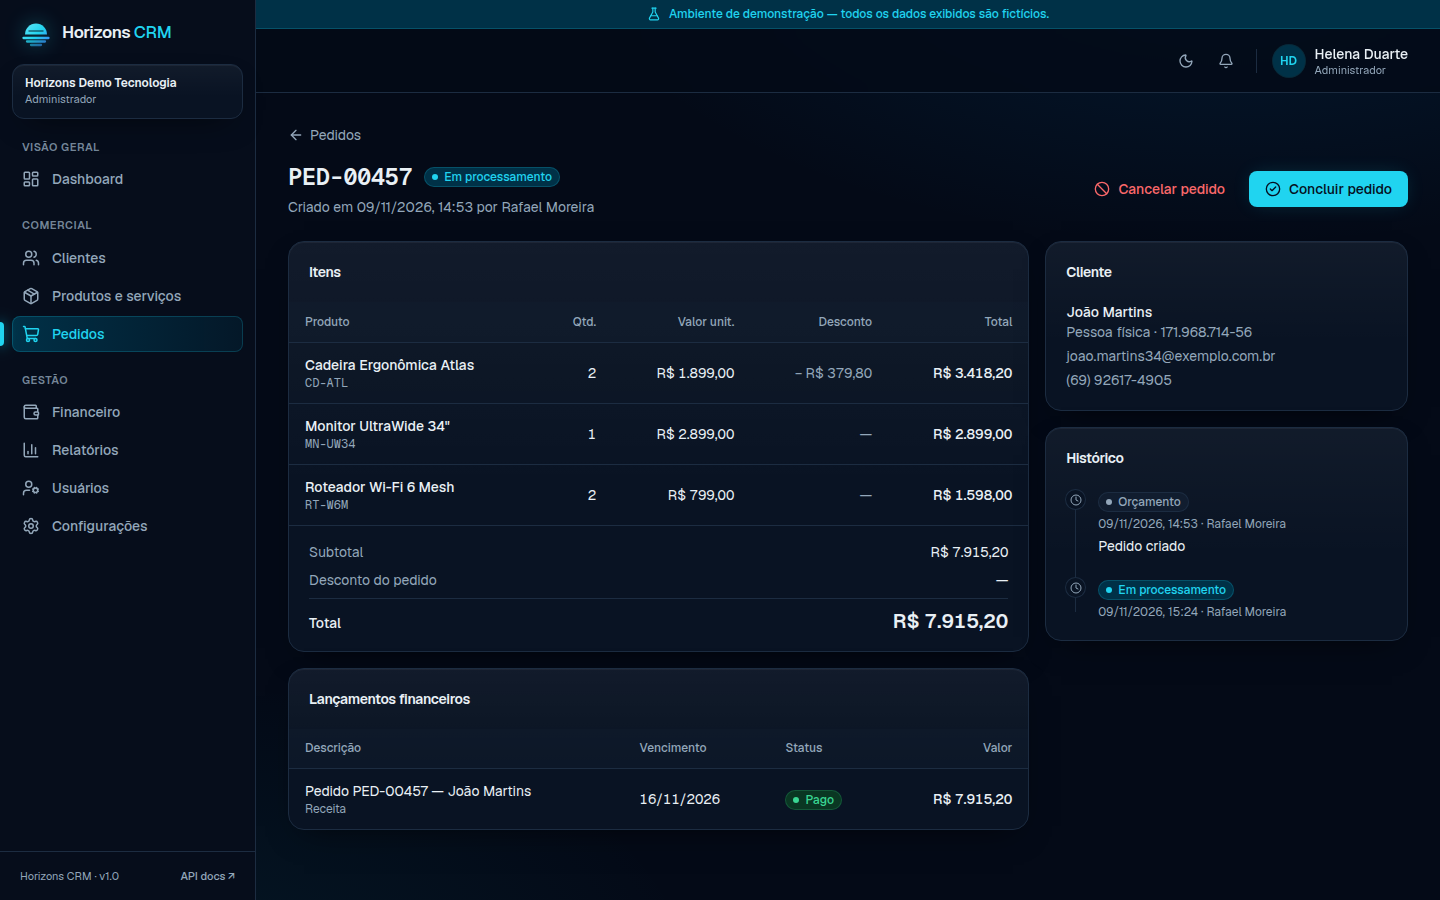 Ambiente de demonstração — todos os dados exibidos são fictícios.
Horizons CRM
Horizons Demo Tecnologia
Administrador
VISÃO GERAL
Dashboard
COMERCIAL
Clientes
Produtos e serviços
Pedidos
GESTÃO
Financeiro
Relatórios
Usuários
Configurações
Horizons CRM · v1.0
API docs
HD
Helena Duarte
Administrador
Pedidos
PED-00457
Em processamento
Criado em 09/11/2026, 14:53 por Rafael Moreira
Cancelar pedido
Concluir pedido
Itens
Produto Qtd. Valor unit. Desconto Total
Cadeira Ergonômica Atlas 2 R$ 1.899,00 − R$ 379,80 R$ 3.418,20
CD-ATL
Monitor UltraWide 34" 1 R$ 2.899,00 — R$ 2.899,00
MN-UW34
Roteador Wi-Fi 6 Mesh 2 R$ 799,00 — R$ 1.598,00
RT-W6M
Subtotal R$ 7.915,20
Desconto do pedido —
Total R$ 7.915,20
Lançamentos financeiros
Descrição Vencimento Status Valor
Pedido PED-00457 — João Martins 16/11/2026 Pago R$ 7.915,20
Receita
Cliente
João Martins
Pessoa física · 171.968.714-56
joao.martins34@exemplo.com.br
(69) 92617-4905
Histórico
Orçamento
09/11/2026, 14:53 · Rafael Moreira
Pedido criado
Em processamento
09/11/2026, 15:24 · Rafael Moreira